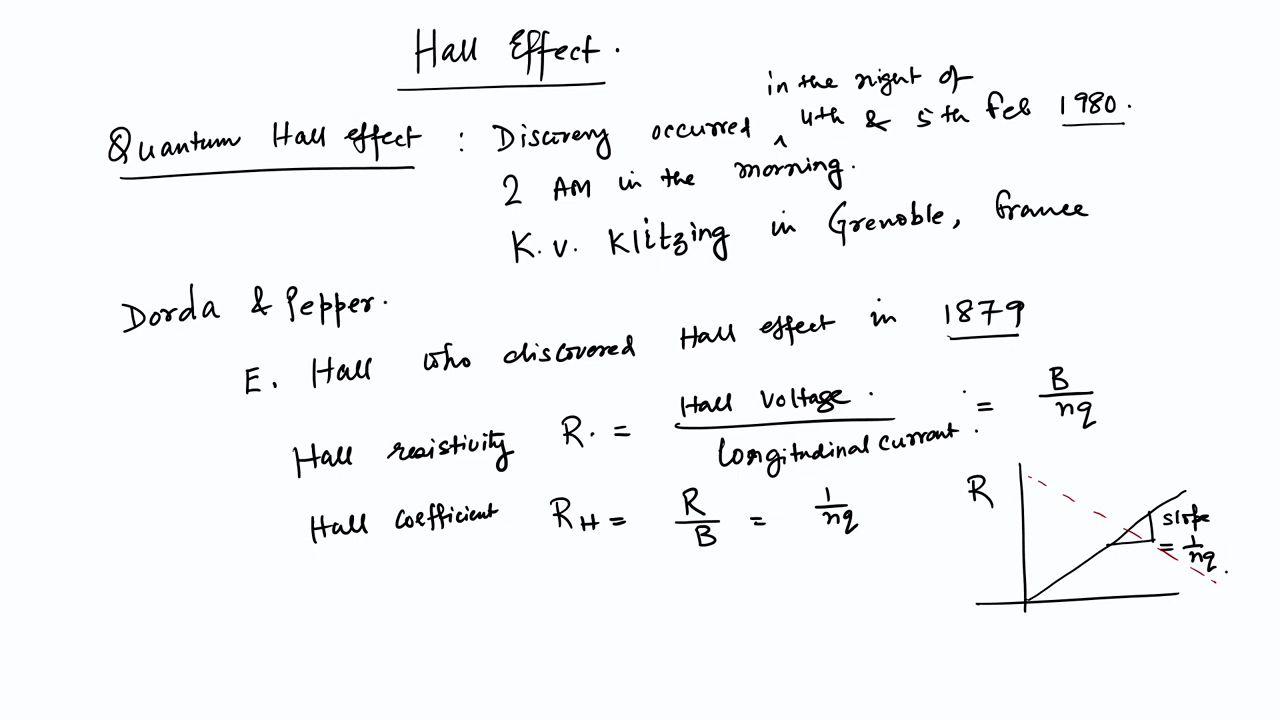 Hall Effect.
in the night of
Quantum Hall effect : Discovery occurred ^ 4th & 5th Feb 1980.
2 AM in the morning.
K. v. Klitzing in Grenoble, France
Dorda & Pepper.
E. Hall who discovered Hall effect in 1879
Hall resistivity R. = Hall Voltage. / longitudinal current. = B / nq
Hall coefficient R_H = R / B = 1 / nq
R
slope
= 1 / nq.